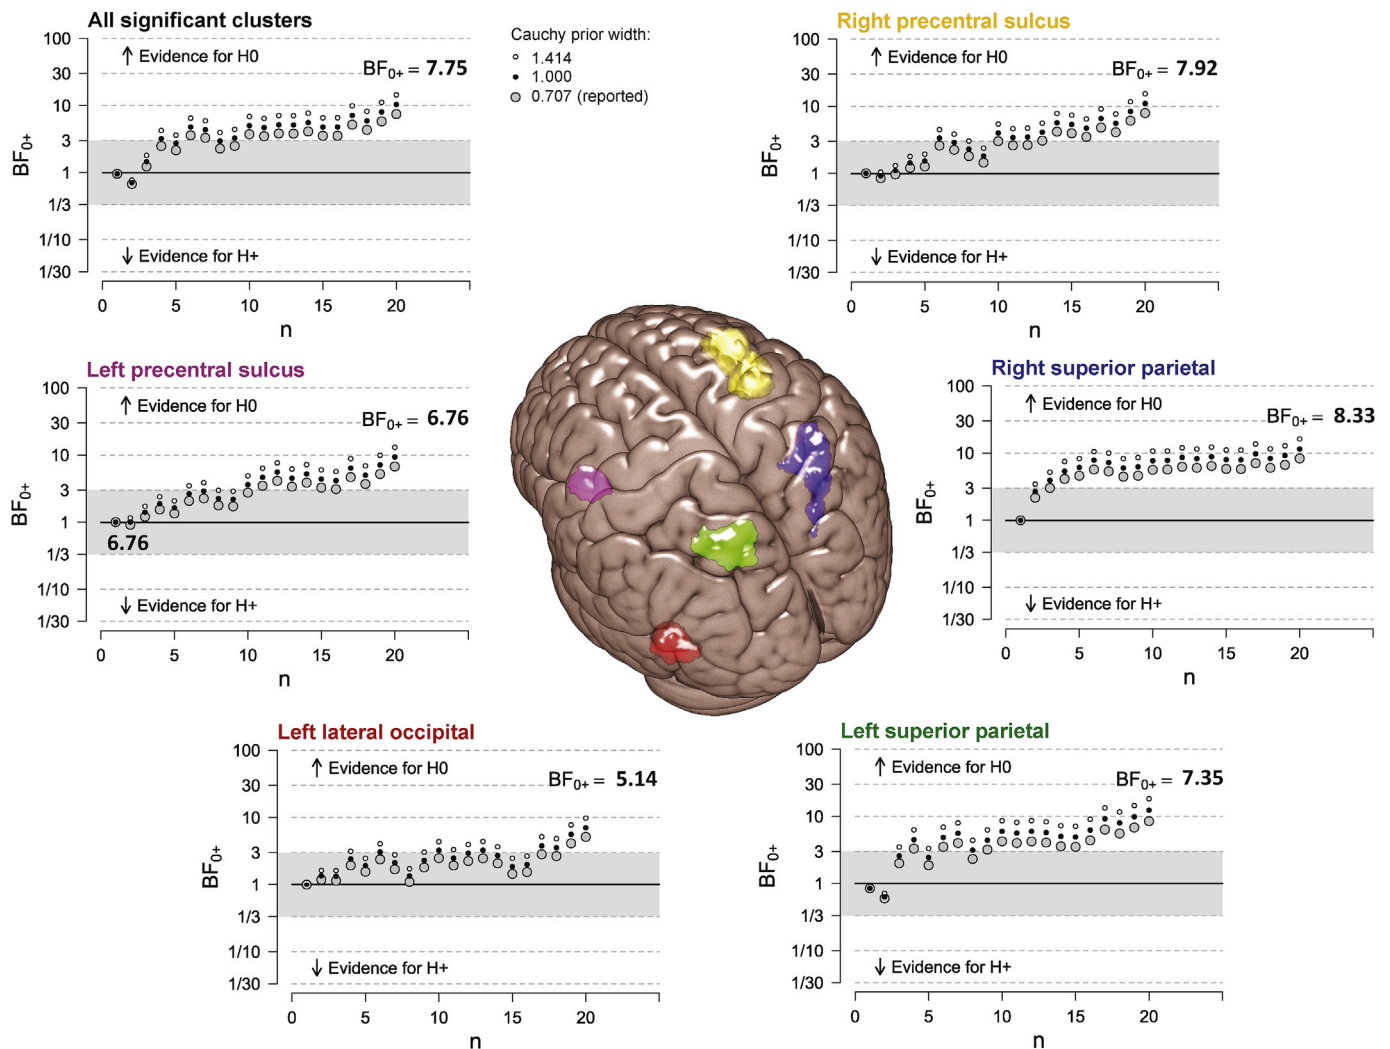 All significant clusters
100
30
10
3
1
1/3
1/10
1/30
BF0+
↑ Evidence for H0
BF0+ = 7.75
↓ Evidence for H+
0 5 10 15 20
n
Cauchy prior width:
1.414
1.000
0.707 (reported)
Right precentral sulcus
100
30
10
3
1
1/3
1/10
1/30
BF0+
↑ Evidence for H0
BF0+ = 7.92
↓ Evidence for H+
0 5 10 15 20
n
Left precentral sulcus
100
30
10
3
1
1/3
1/10
1/30
BF0+
↑ Evidence for H0
BF0+ = 6.76
6.76
↓ Evidence for H+
0 5 10 15 20
n
Right superior parietal
100
30
10
3
1
1/3
1/10
1/30
BF0+
↑ Evidence for H0
BF0+ = 8.33
↓ Evidence for H+
0 5 10 15 20
n
Left lateral occipital
100
30
10
3
1
1/3
1/10
1/30
BF0+
↑ Evidence for H0
BF0+ = 5.14
↓ Evidence for H+
0 5 10 15 20
n
Left superior parietal
100
30
10
3
1
1/3
1/10
1/30
BF0+
↑ Evidence for H0
BF0+ = 7.35
↓ Evidence for H+
0 5 10 15 20
n